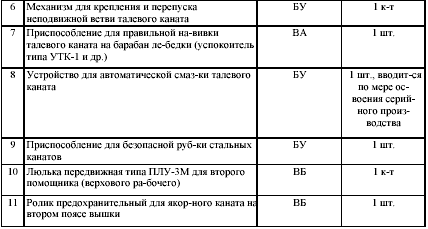 6 Механизм для крепления и перепуска БУ 1 к-т
неподвижной ветви талевого каната
7 Приспособление для правильной на-вивки ВА 1 шт.
талевого каната на барабан ле-бедки (успокоитель
типа УТК-1 и др.)
8 Устройство для автоматической смаз-ки талевого БУ 1 шт., вводит-ся
каната по мере ос-
воения серий-
ного произ-
водства
9 Приспособление для безопасной руб-ки стальных БУ 1 шт.
канатов
10 Люлька передвижная типа ПЛУ-3М для второго ВБ 1 к-т
помощника (верхового ра-бочего)
11 Ролик предохранительный для якор-ного каната на ВБ 1 шт.
втором поясе вышки